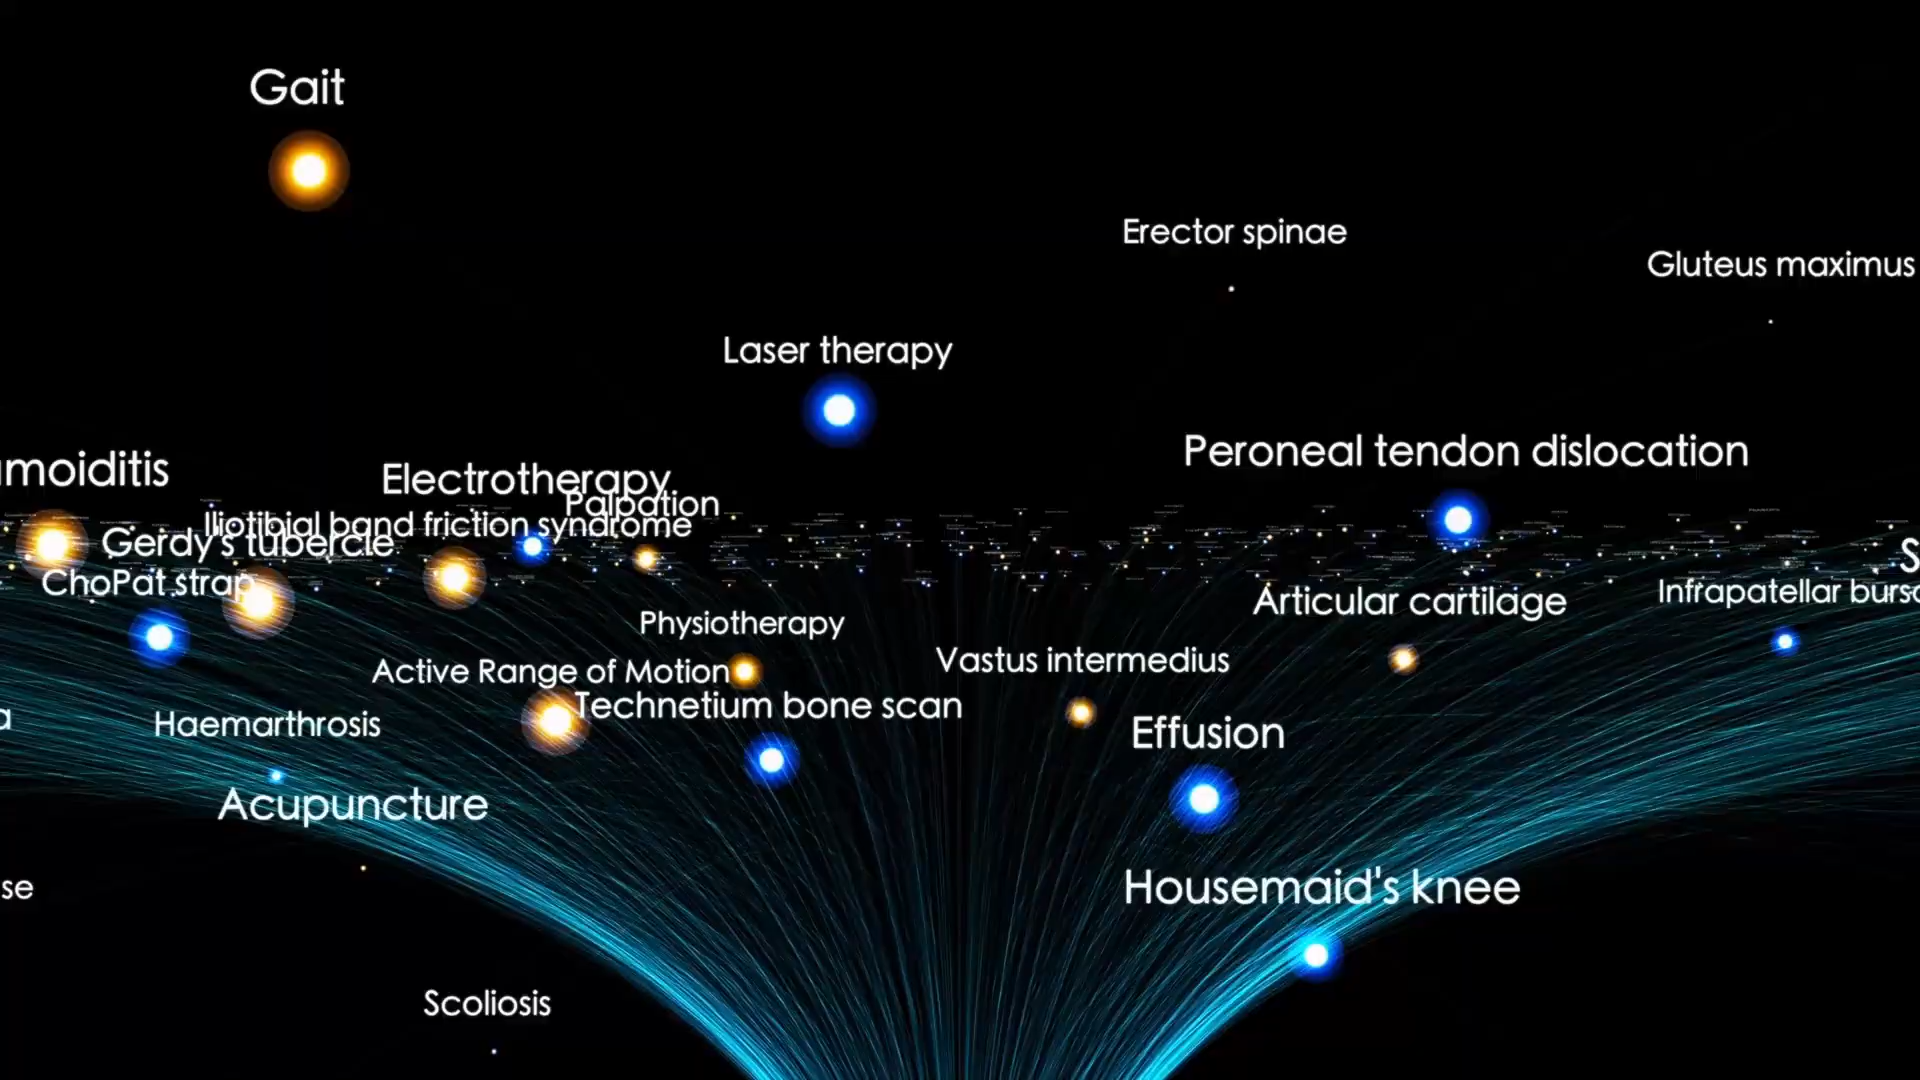 Gait
Erector spinae
Gluteus maximus
Laser therapy
Peroneal tendon dislocation
moiditis
Electrotherapy
Palpation
Iliotibial band friction syndrome
Gerdy's tubercle
ChoPat strap
Articular cartilage
Infrapatellar bursa
Physiotherapy
Vastus intermedius
Active Range of Motion
Technetium bone scan
Haemarthrosis
Effusion
Acupuncture
Housemaid's knee
se
Scoliosis